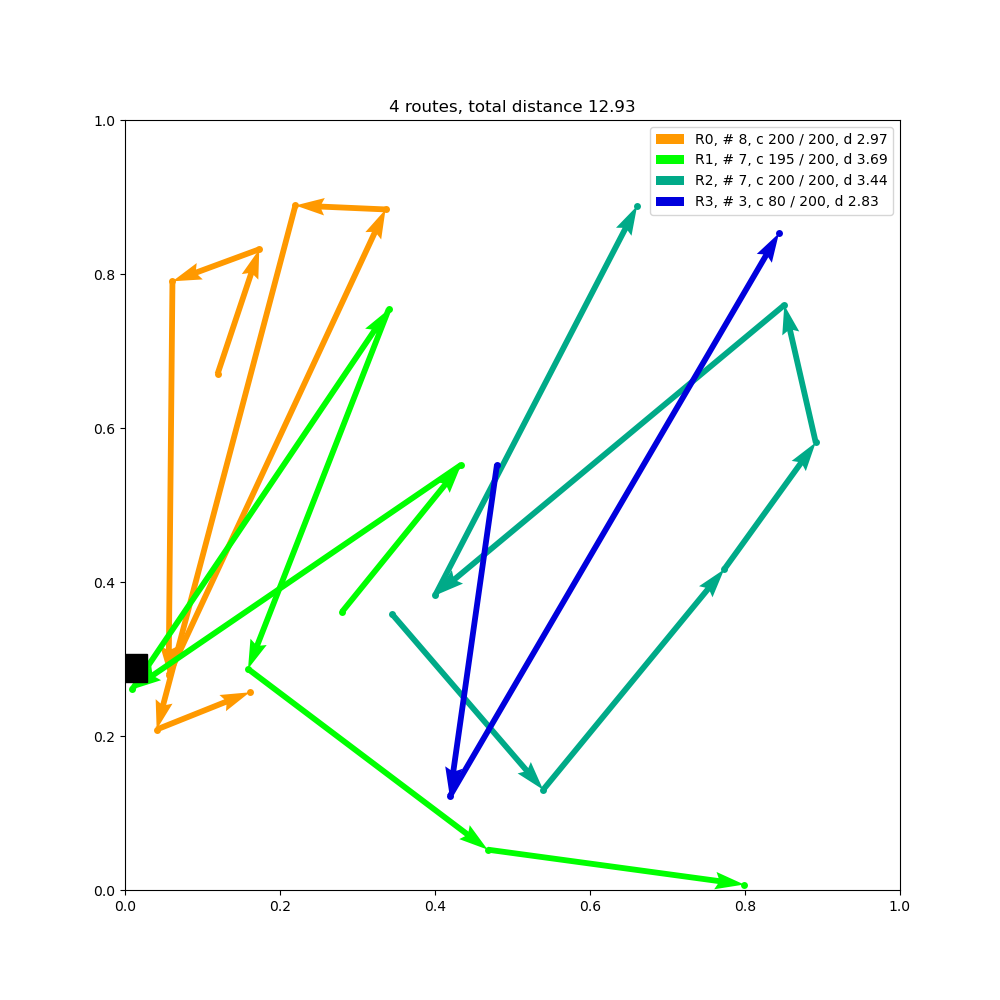 4 routes, total distance 12.93
R0, # 8, c 200 / 200, d 2.97
R1, # 7, c 195 / 200, d 3.69
R2, # 7, c 200 / 200, d 3.44
R3, # 3, c 80 / 200, d 2.83
1.0
0.8
0.6
0.4
0.2
0.0
0.0 0.2 0.4 0.6 0.8 1.0